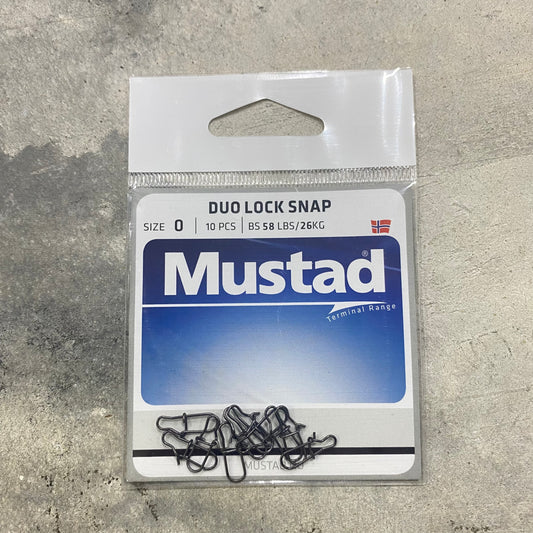 DUO LOCK SNAP
SIZE 0 10 PCS BS 58 LBS/26KG
Mustad®
Terminal Range